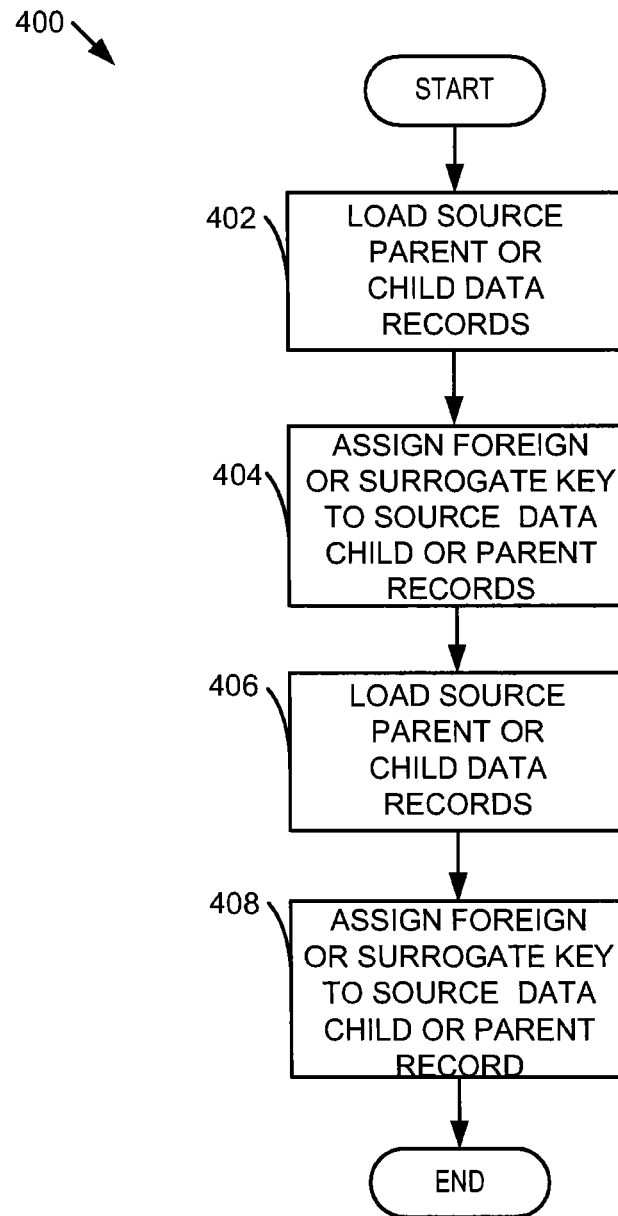 400
START
402
LOAD SOURCE
PARENT OR
CHILD DATA
RECORDS
404
ASSIGN FOREIGN
OR SURROGATE KEY
TO SOURCE DATA
CHILD OR PARENT
RECORDS
406
LOAD SOURCE
PARENT OR
CHILD DATA
RECORDS
408
ASSIGN FOREIGN
OR SURROGATE KEY
TO SOURCE DATA
CHILD OR PARENT
RECORD
END